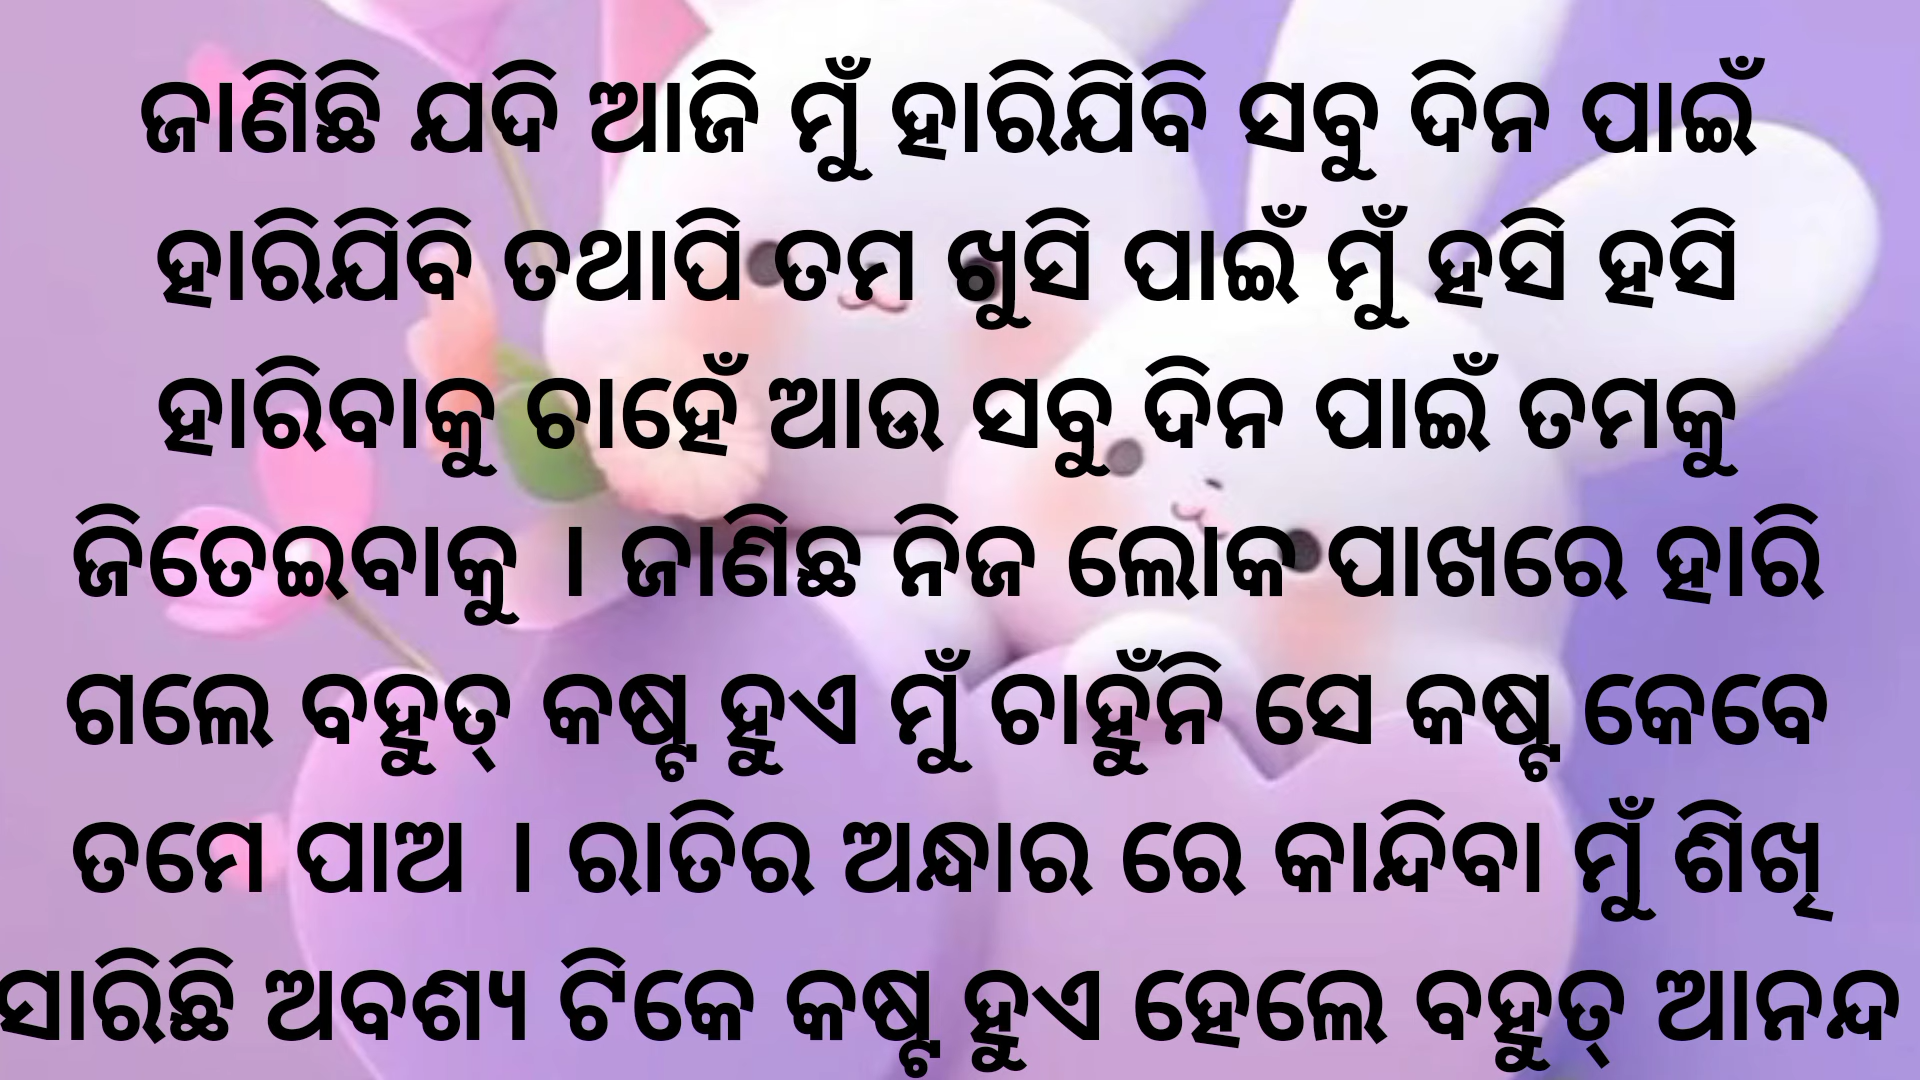 ଜାଣିଛି ଯଦି ଆଜି ମୁଁ ହାରିଯିବି ସବୁ ଦିନ ପାଇଁ
ହାରିଯିବି ତଥାପି ତମ ଖୁସି ପାଇଁ ମୁଁ ହସି ହସି
ହାରିବାକୁ ଚାହେଁ ଆଉ ସବୁ ଦିନ ପାଇଁ ତମକୁ
ଜିତେଇବାକୁ । ଜାଣିଛ ନିଜ ଲୋକ ପାଖରେ ହାରି
ଗଲେ ବହୁତ୍ କଷ୍ଟ ହୁଏ ମୁଁ ଚାହୁଁନି ସେ କଷ୍ଟ କେବେ
ତମେ ପାଅ । ରାତିର ଅନ୍ଧାର ରେ କାନ୍ଦିବା ମୁଁ ଶିଖି
ସାରିଛି ଅବଶ୍ୟ ଟିକେ କଷ୍ଟ ହୁଏ ହେଲେ ବହୁତ୍ ଆନନ୍ଦ